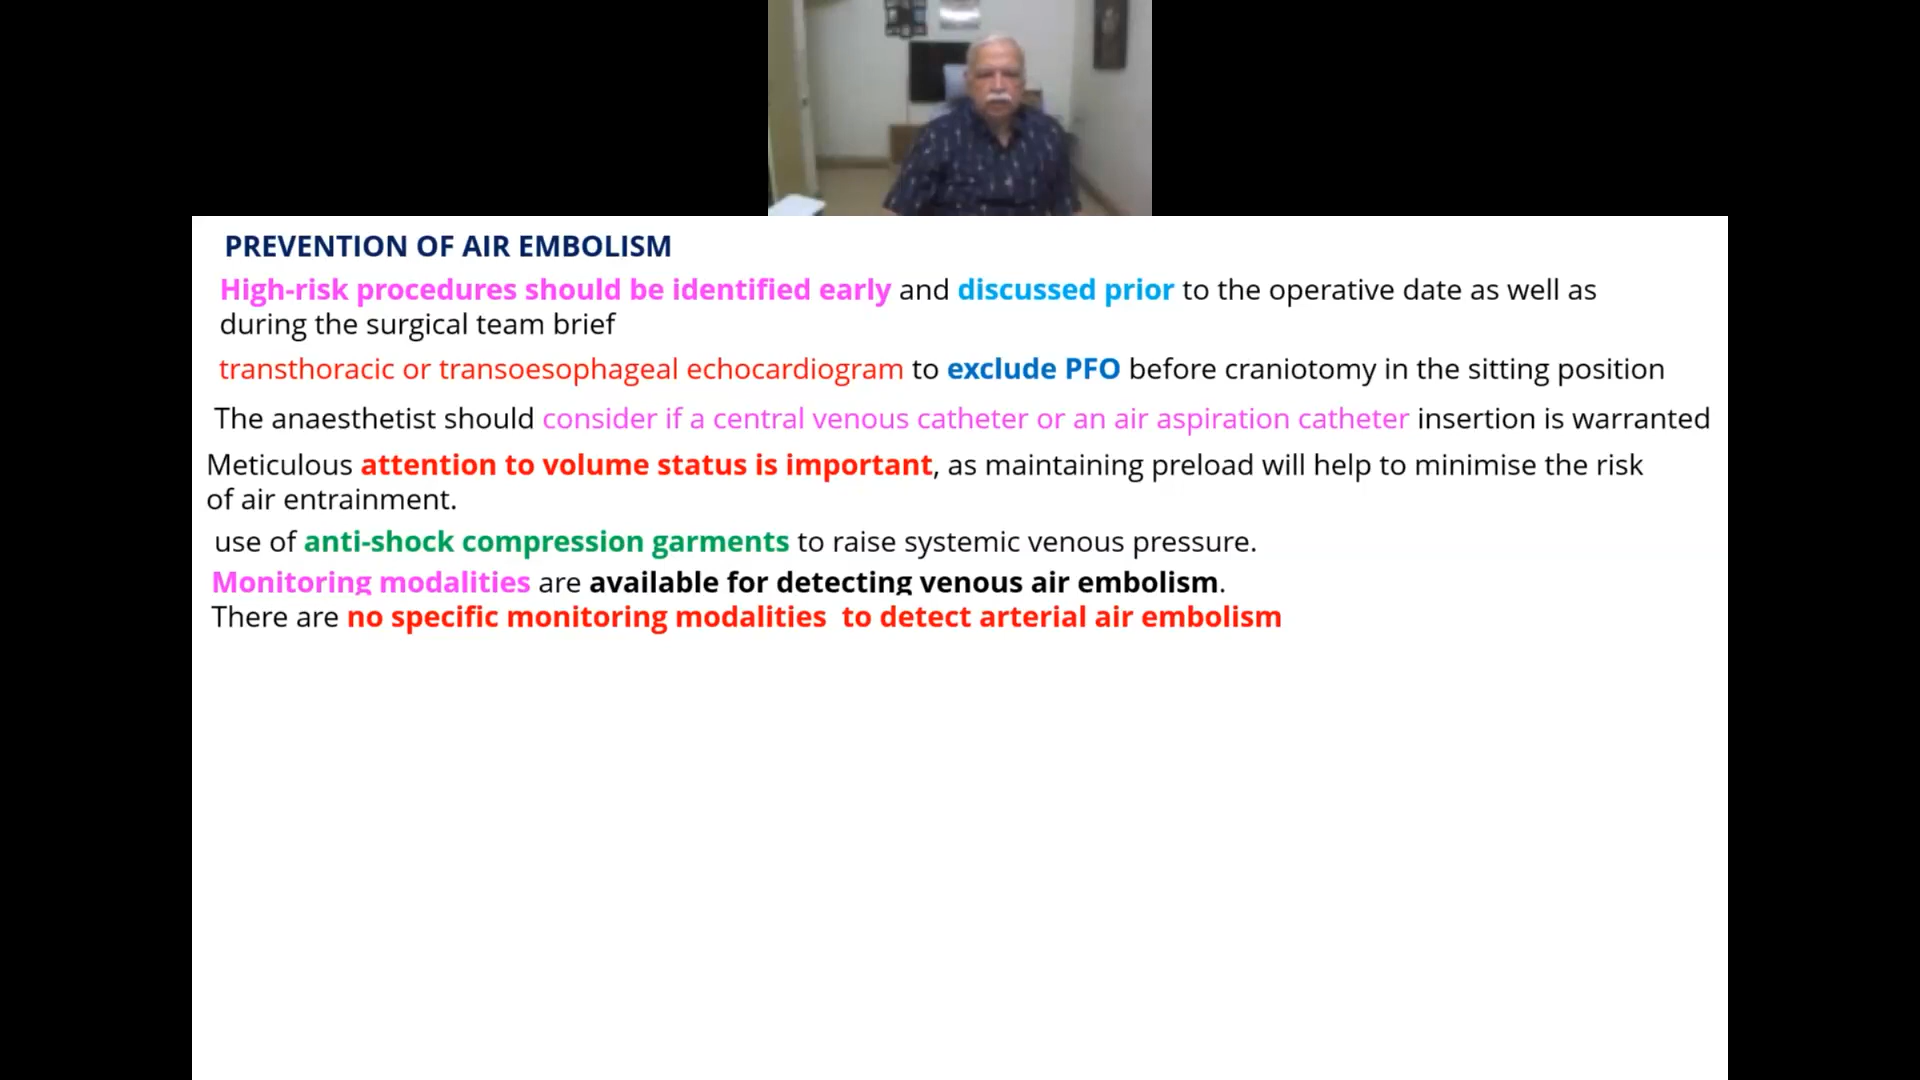 PREVENTION OF AIR EMBOLISM
High-risk procedures should be identified early and discussed prior to the operative date as well as
during the surgical team brief
transthoracic or transoesophageal echocardiogram to exclude PFO before craniotomy in the sitting position
The anaesthetist should consider if a central venous catheter or an air aspiration catheter insertion is warranted
Meticulous attention to volume status is important, as maintaining preload will help to minimise the risk
of air entrainment.
use of anti-shock compression garments to raise systemic venous pressure.
Monitoring modalities are available for detecting venous air embolism.
There are no specific monitoring modalities to detect arterial air embolism